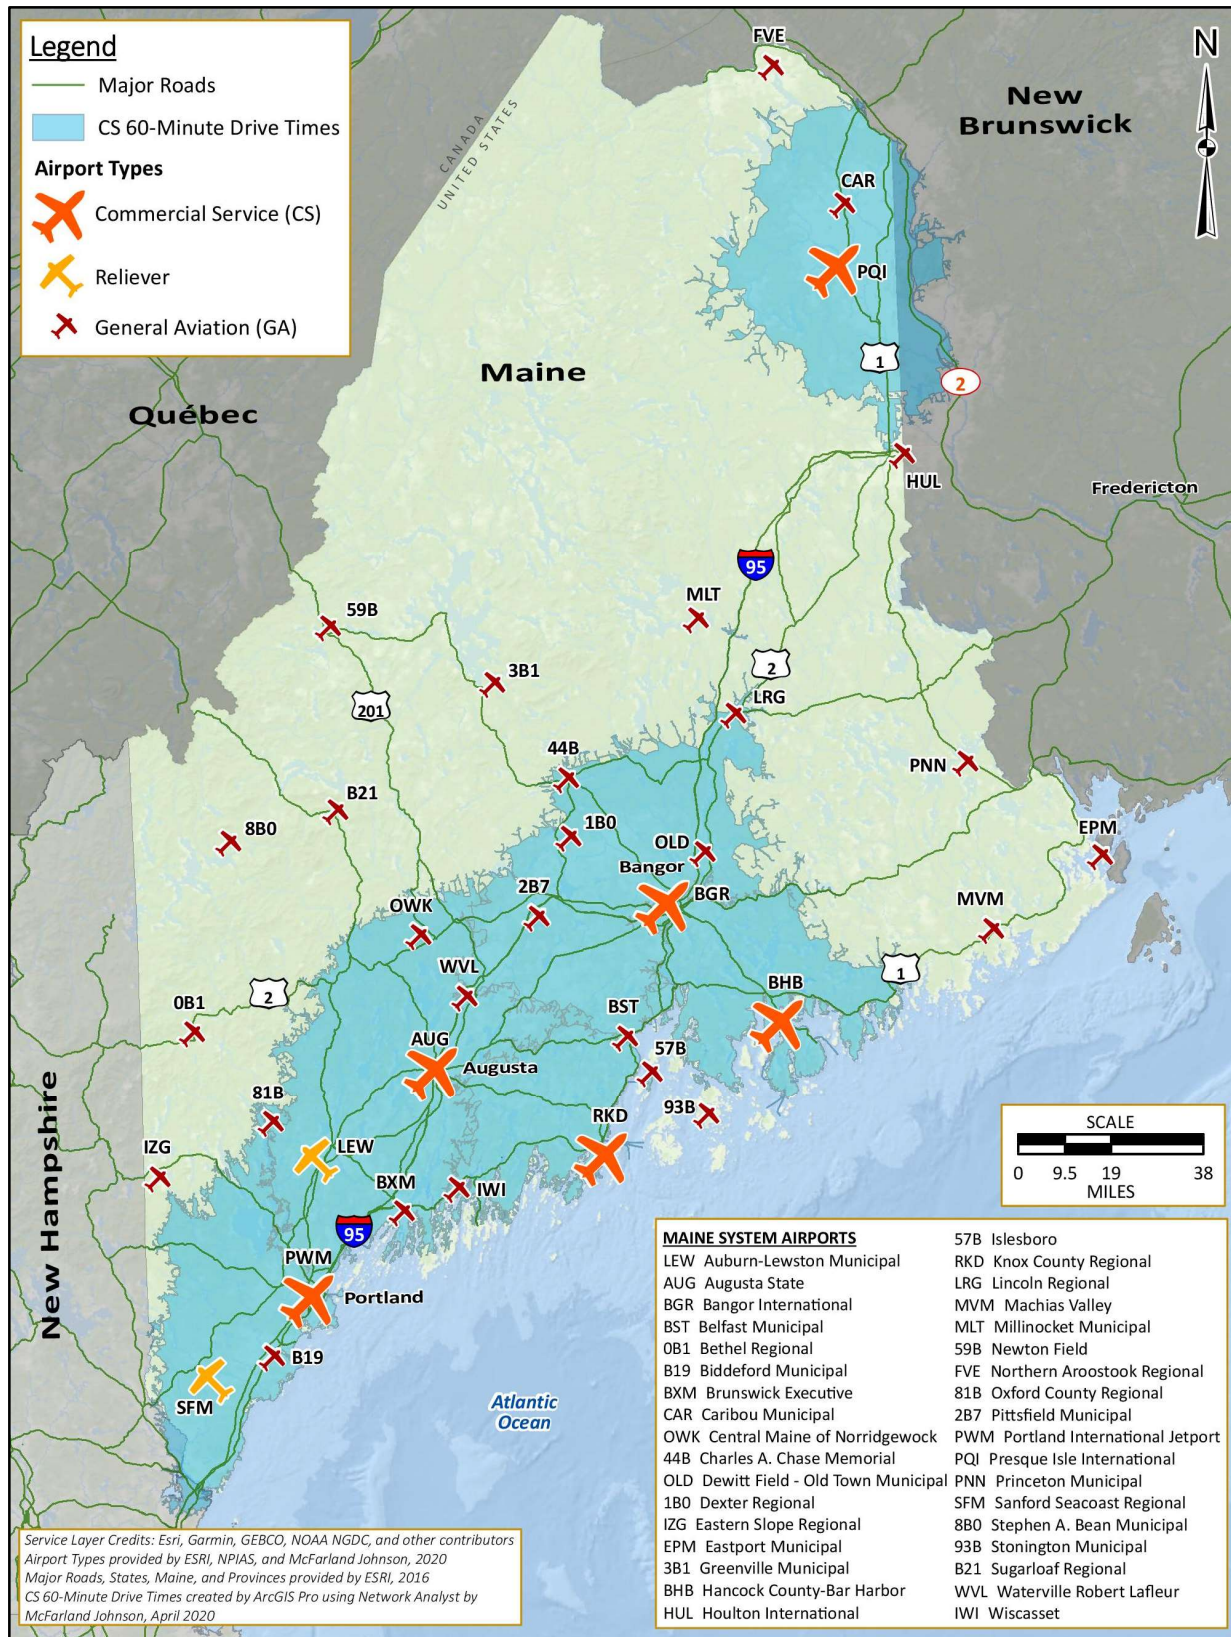 Legend
Major Roads
CS 60-Minute Drive Times
Airport Types
Commercial Service (CS)
Reliever
General Aviation (GA)
FVE
N
New
Brunswick
CANADA
UNITED STATES
CAR
PQI
Maine
1
2
Québec
HUL
Fredericton
95
MLT
59B
2
3B1
LRG
201
44B
PNN
B21
8B0
1B0
OLD
EPM
Bangor
2B7
BGR
OWK
MVM
WVL
1
2
BHB
0B1
BST
AUG
57B
Augusta
81B
93B
RKD
New Hampshire
IZG
LEW
BXM
IWI
95
PWM
Portland
B19
SFM
Atlantic
Ocean
SCALE
0 9.5 19 38
MILES
MAINE SYSTEM AIRPORTS
LEW Auburn-Lewston Municipal
AUG Augusta State
BGR Bangor International
BST Belfast Municipal
0B1 Bethel Regional
B19 Biddeford Municipal
BXM Brunswick Executive
CAR Caribou Municipal
OWK Central Maine of Norridgewock
44B Charles A. Chase Memorial
OLD Dewitt Field - Old Town Municipal
1B0 Dexter Regional
IZG Eastern Slope Regional
EPM Eastport Municipal
3B1 Greenville Municipal
BHB Hancock County-Bar Harbor
HUL Houlton International
57B Islesboro
RKD Knox County Regional
LRG Lincoln Regional
MVM Machias Valley
MLT Millinocket Municipal
59B Newton Field
FVE Northern Aroostook Regional
81B Oxford County Regional
2B7 Pittsfield Municipal
PWM Portland International Jetport
PQI Presque Isle International
PNN Princeton Municipal
SFM Sanford Seacoast Regional
8B0 Stephen A. Bean Municipal
93B Stonington Municipal
B21 Sugarloaf Regional
WVL Waterville Robert Lafleur
IWI Wiscasset
Service Layer Credits: Esri, Garmin, GEBCO, NOAA NGDC, and other contributors
Airport Types provided by ESRI, NPIAS, and McFarland Johnson, 2020
Major Roads, States, Maine, and Provinces provided by ESRI, 2016
CS 60-Minute Drive Times created by ArcGIS Pro using Network Analyst by
McFarland Johnson, April 2020